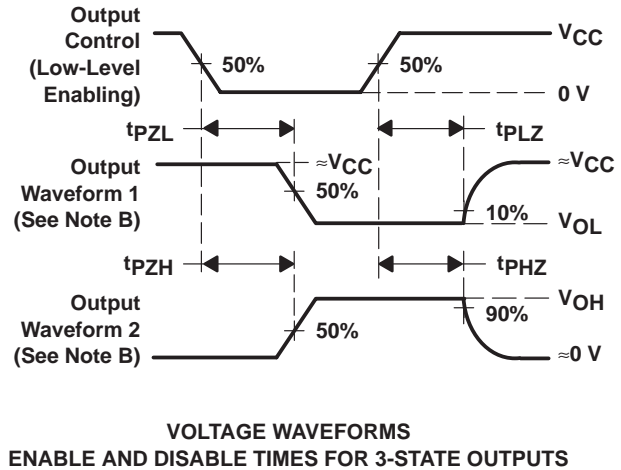 Output
Control
(Low-Level
Enabling)
50%
50%
VCC
0 V
tPZL
tPLZ
Output
Waveform 1
(See Note B)
≈VCC
50%
10%
≈VCC
VOL
tPZH
tPHZ
Output
Waveform 2
(See Note B)
50%
90%
VOH
≈0 V
VOLTAGE WAVEFORMS
ENABLE AND DISABLE TIMES FOR 3-STATE OUTPUTS